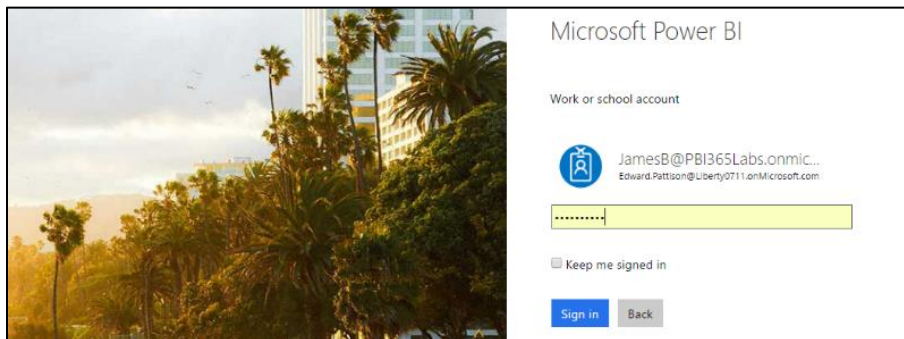 Microsoft Power BI
Work or school account
JamesB@PBI365Labs.onmic...
Edward.Pattison@Liberty0711.onMicrosoft.com
••••••••••
Keep me signed in
Sign in Back